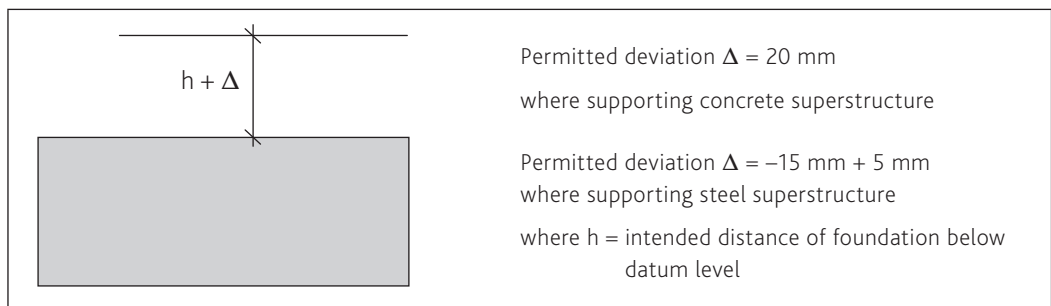 h + Δ
Permitted deviation Δ = 20 mm
where supporting concrete superstructure
Permitted deviation Δ = –15 mm + 5 mm
where supporting steel superstructure
where h = intended distance of foundation below
datum level